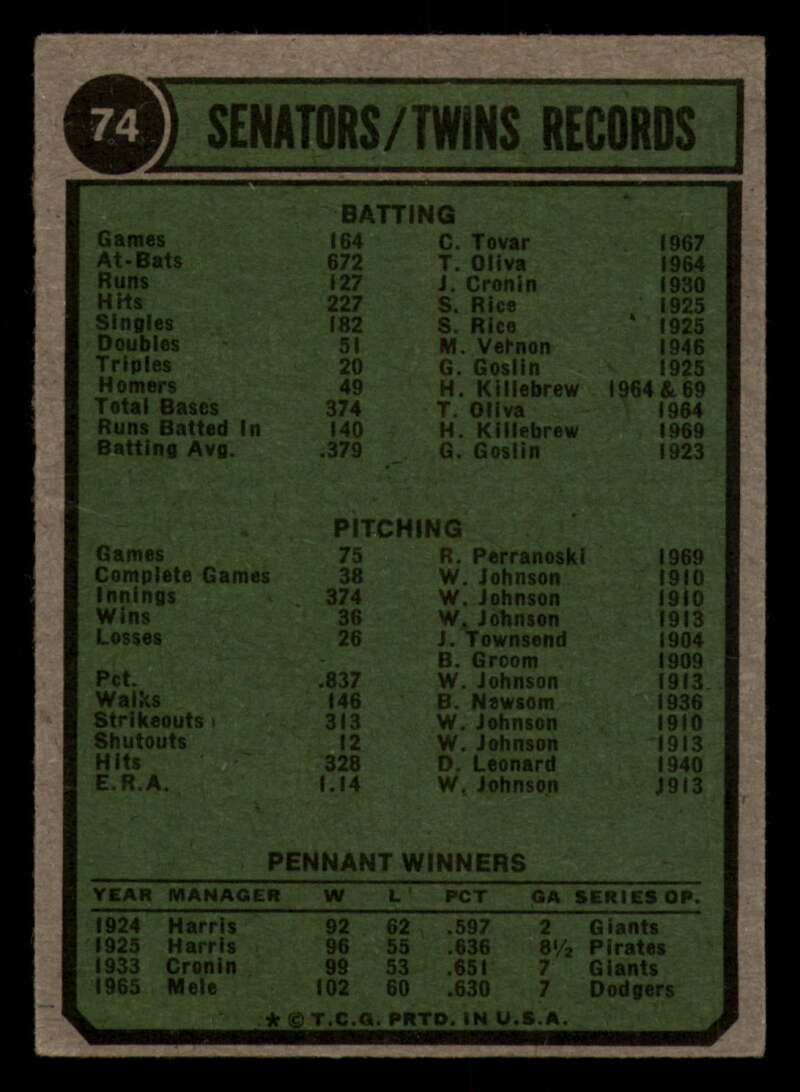 74 SENATORS/TWINS RECORDS
BATTING
Games 164 C. Tovar 1967
At-Bats 672 T. Oliva 1964
Runs 127 J. Cronin 1930
Hits 227 S. Rice 1925
Singles 182 S. Rice 1925
Doubles 51 M. Vernon 1946
Triples 20 G. Goslin 1925
Homers 49 H. Killebrew 1964 & 69
Total Bases 374 T. Oliva 1964
Runs Batted In 140 H. Killebrew 1969
Batting Avg. .379 G. Goslin 1923
PITCHING
Games 75 R. Perranoski 1969
Complete Games 38 W. Johnson 1910
Innings 374 W. Johnson 1910
Wins 36 W. Johnson 1913
Losses 26 J. Townsend 1904
B. Groom 1909
Pct. .837 W. Johnson 1913
Walks 146 B. Newsom 1936
Strikeouts 313 W. Johnson 1910
Shutouts 12 W. Johnson 1913
Hits 328 D. Leonard 1940
E.R.A. 1.14 W. Johnson 1913
PENNANT WINNERS
YEAR MANAGER W L PCT GA SERIES OP.
1924 Harris 92 62 .597 2 Giants
1925 Harris 96 55 .636 8½ Pirates
1933 Cronin 99 53 .651 7 Giants
1965 Mele 102 60 .630 7 Dodgers
* © T.C.G. PRTD. IN U.S.A.